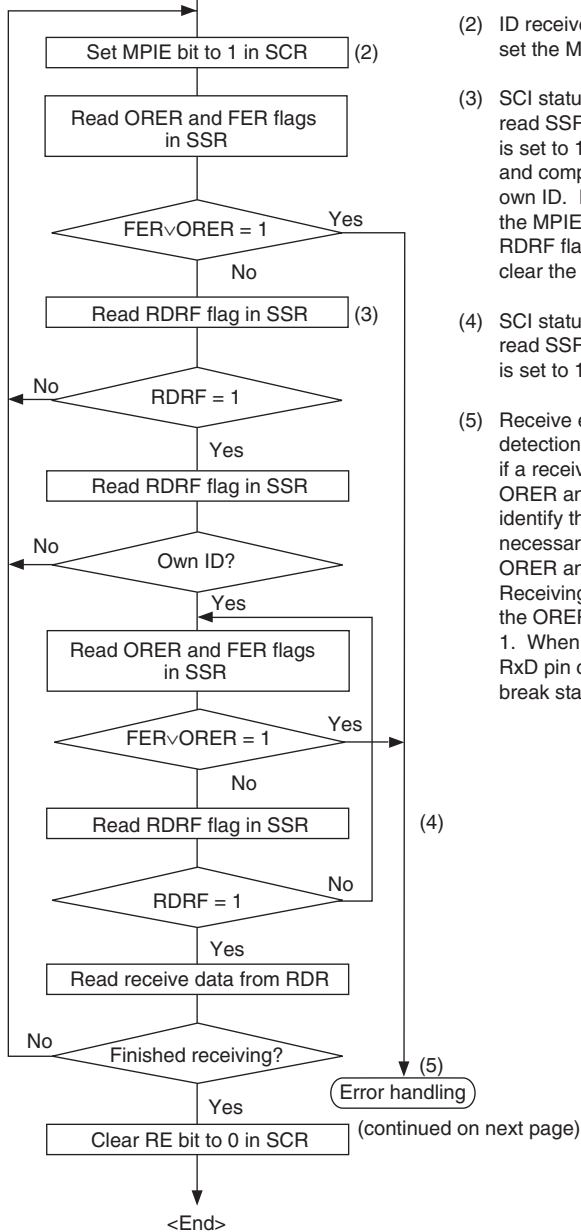 Set MPIE bit to 1 in SCR (2)
Read ORER and FER flags
in SSR
FER∨ORER = 1
Yes
No
Read RDRF flag in SSR (3)
No
RDRF = 1
Yes
Read RDRF flag in SSR
No
Own ID?
Yes
Read ORER and FER flags
in SSR
FER∨ORER = 1
Yes
No
Read RDRF flag in SSR
(4)
RDRF = 1
No
Yes
Read receive data from RDR
No
Finished receiving?
(5)
Error handling
Yes
(continued on next page)
Clear RE bit to 0 in SCR
<End>
(2) ID receive
set the M
(3) SCI status
read SSR
is set to 1
and comp
own ID.
the MPIE
RDRF fla
clear the
(4) SCI status
read SSR
is set to 1
(5) Receive e
detection
if a receiv
ORER an
identify th
necessar
ORER an
Receiving
the ORER
1. When
RxD pin c
break sta